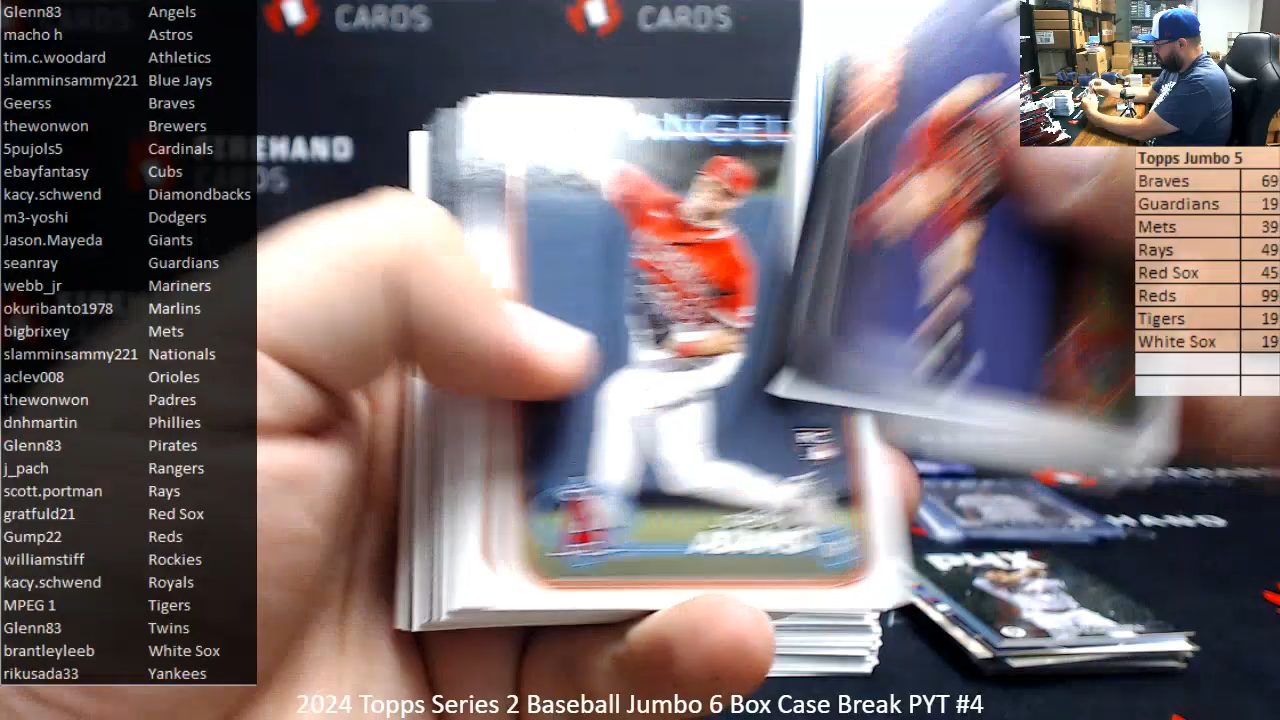 Glenn83 Angels
macho h Astros
tim.c.woodard Athletics
slamminsammy221 Blue Jays
Geerss Braves
thewonwon Brewers
5pujols5 Cardinals
ebayfantasy Cubs
kacy.schwend Diamondbacks
m3-yoshi Dodgers
Jason.Mayeda Giants
seanray Guardians
webb_jr Mariners
okuribanto1978 Marlins
bigbrixey Mets
slamminsammy221 Nationals
aclev008 Orioles
thewonwon Padres
dnhmartin Phillies
Glenn83 Pirates
j_pach Rangers
scott.portman Rays
gratfuld21 Red Sox
Gump22 Reds
williamstiff Rockies
kacy.schwend Royals
MPEG 1 Tigers
Glenn83 Twins
brantleyleeb White Sox
rikusada33 Yankees
CARDS
CARDS
Topps Jumbo 5
Braves 69
Guardians 19
Mets 39
Rays 49
Red Sox 45
Reds 99
Tigers 19
White Sox 19
2024 Topps Series 2 Baseball Jumbo 6 Box Case Break PYT #4